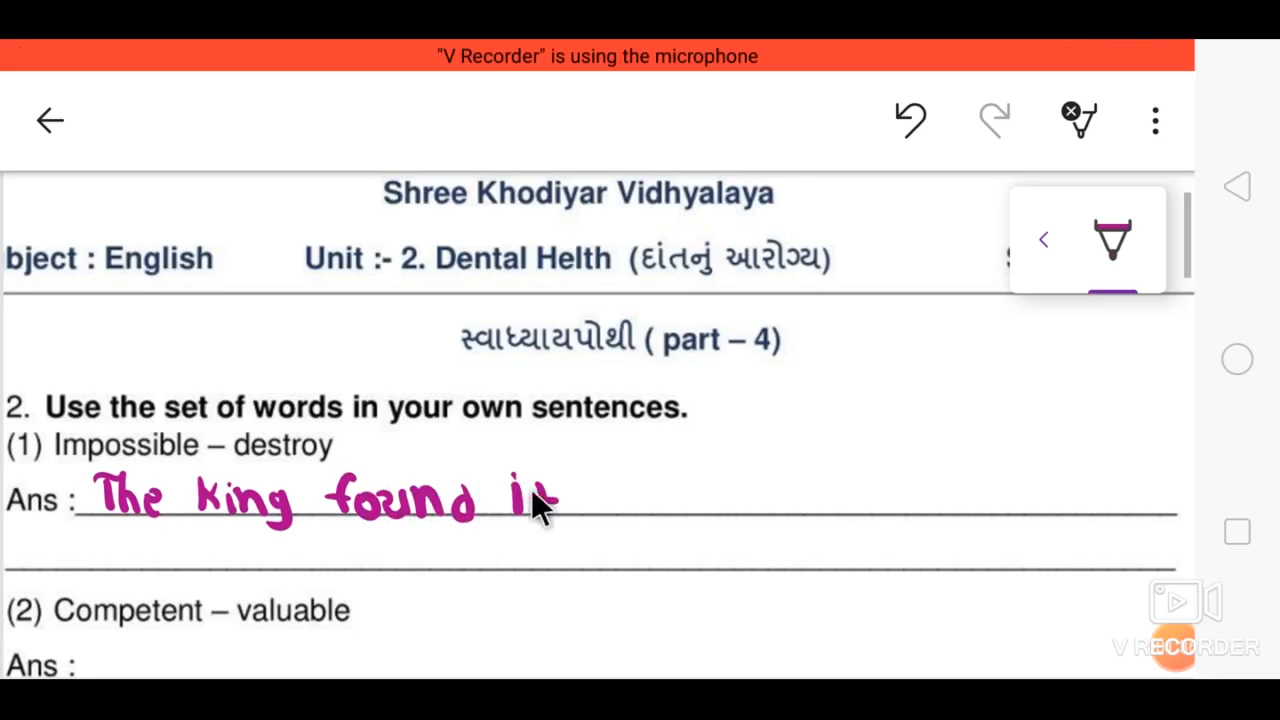 "V Recorder" is using the microphone
Shree Khodiyar Vidhyalaya
bject : English Unit :- 2. Dental Helth (દાંતનું આરોગ્ય)
સ્વાધ્યાયપોથી ( part – 4)
2. Use the set of words in your own sentences.
(1) Impossible – destroy
Ans : The king found it
(2) Competent – valuable
Ans :
V RECORDER